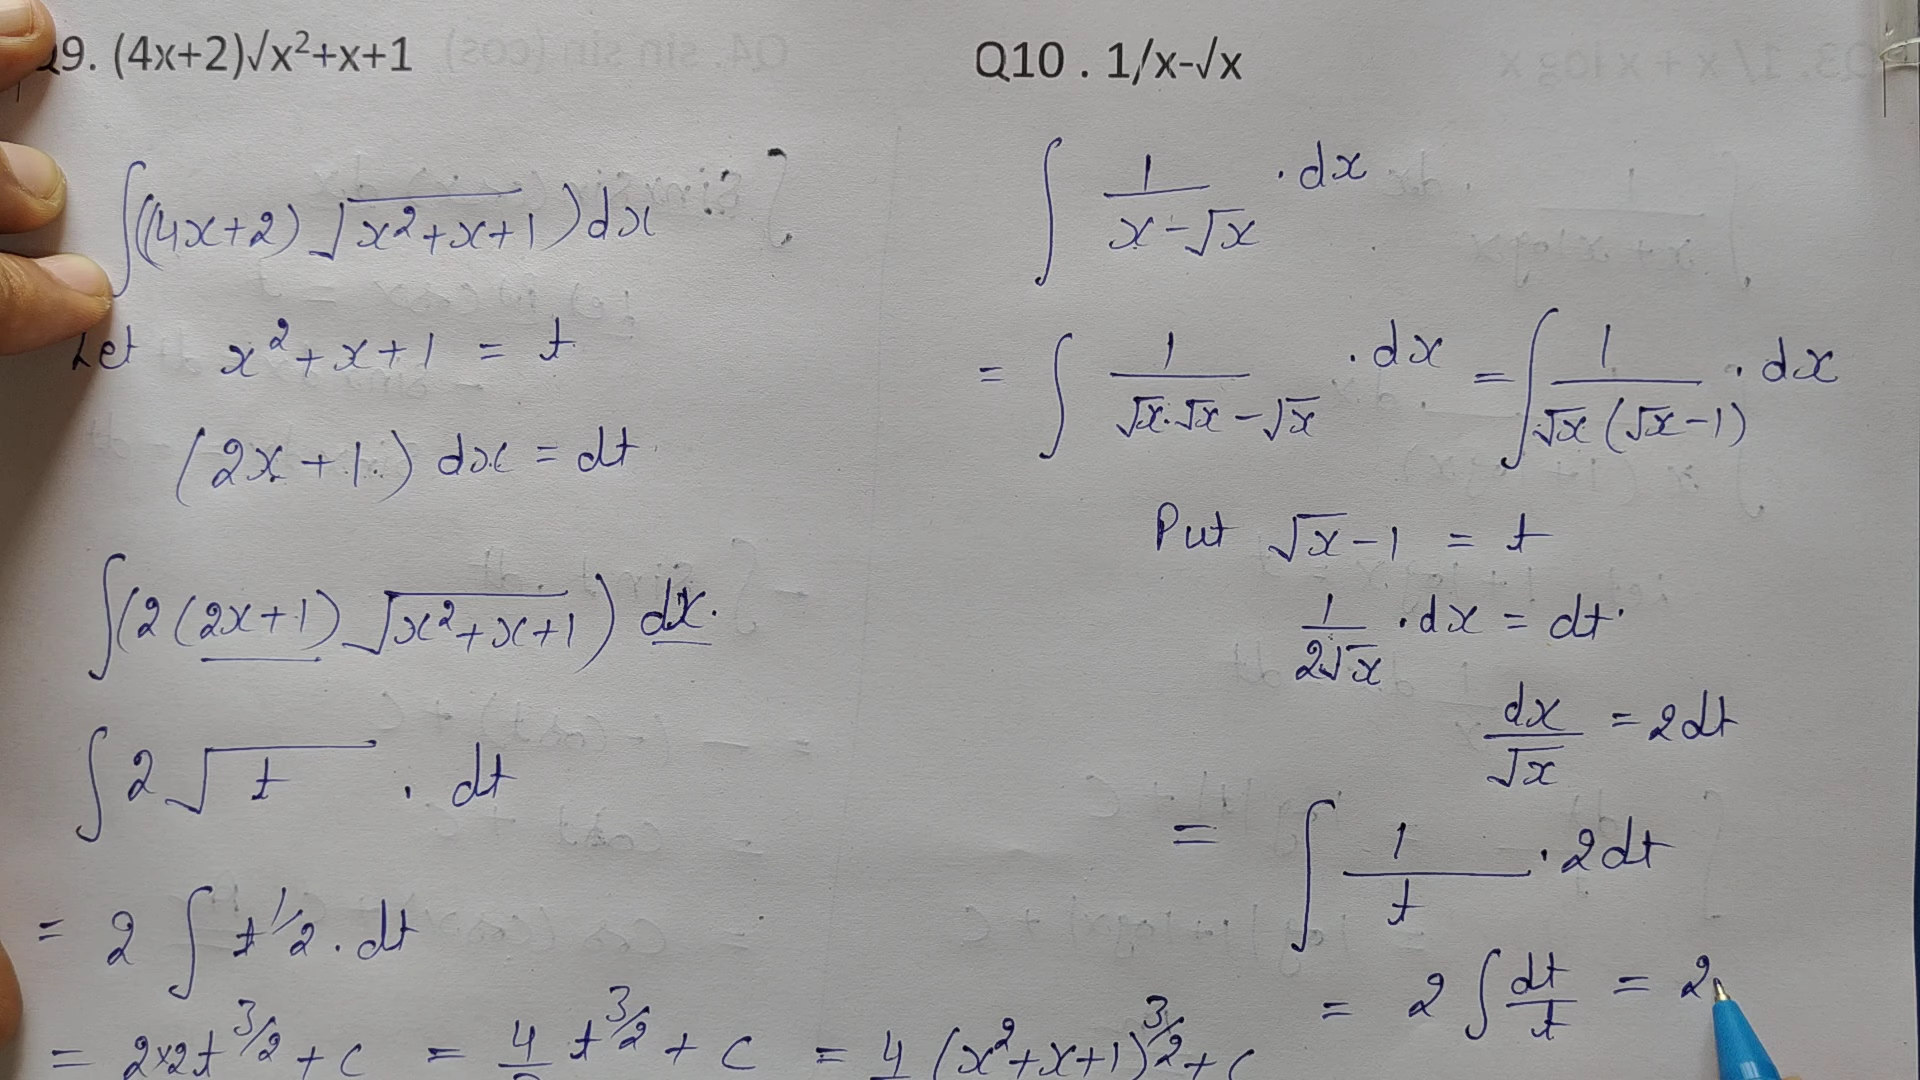 Q9. (4x+2)√x²+x+1
∫((4x+2) √x²+x+1) dx
Let x²+x+1 = t
(2x+1) dx = dt
∫(2(2x+1) √x²+x+1) dx.
∫ 2 √t . dt
= 2 ∫ t^1/2 . dt
= 2×2t^3/2 + c = 4 t^3/2 + c = 4 (x²+x+1)^3/2 + c
Q10 . 1/x-√x
∫ 1/x-√x . dx
= ∫ 1/√x.√x-√x . dx = ∫ 1/√x(√x-1) . dx
Put √x-1 = t
1/2√x . dx = dt.
dx/√x = 2dt
= ∫ 1/t . 2dt
= 2 ∫ dt/t = 2